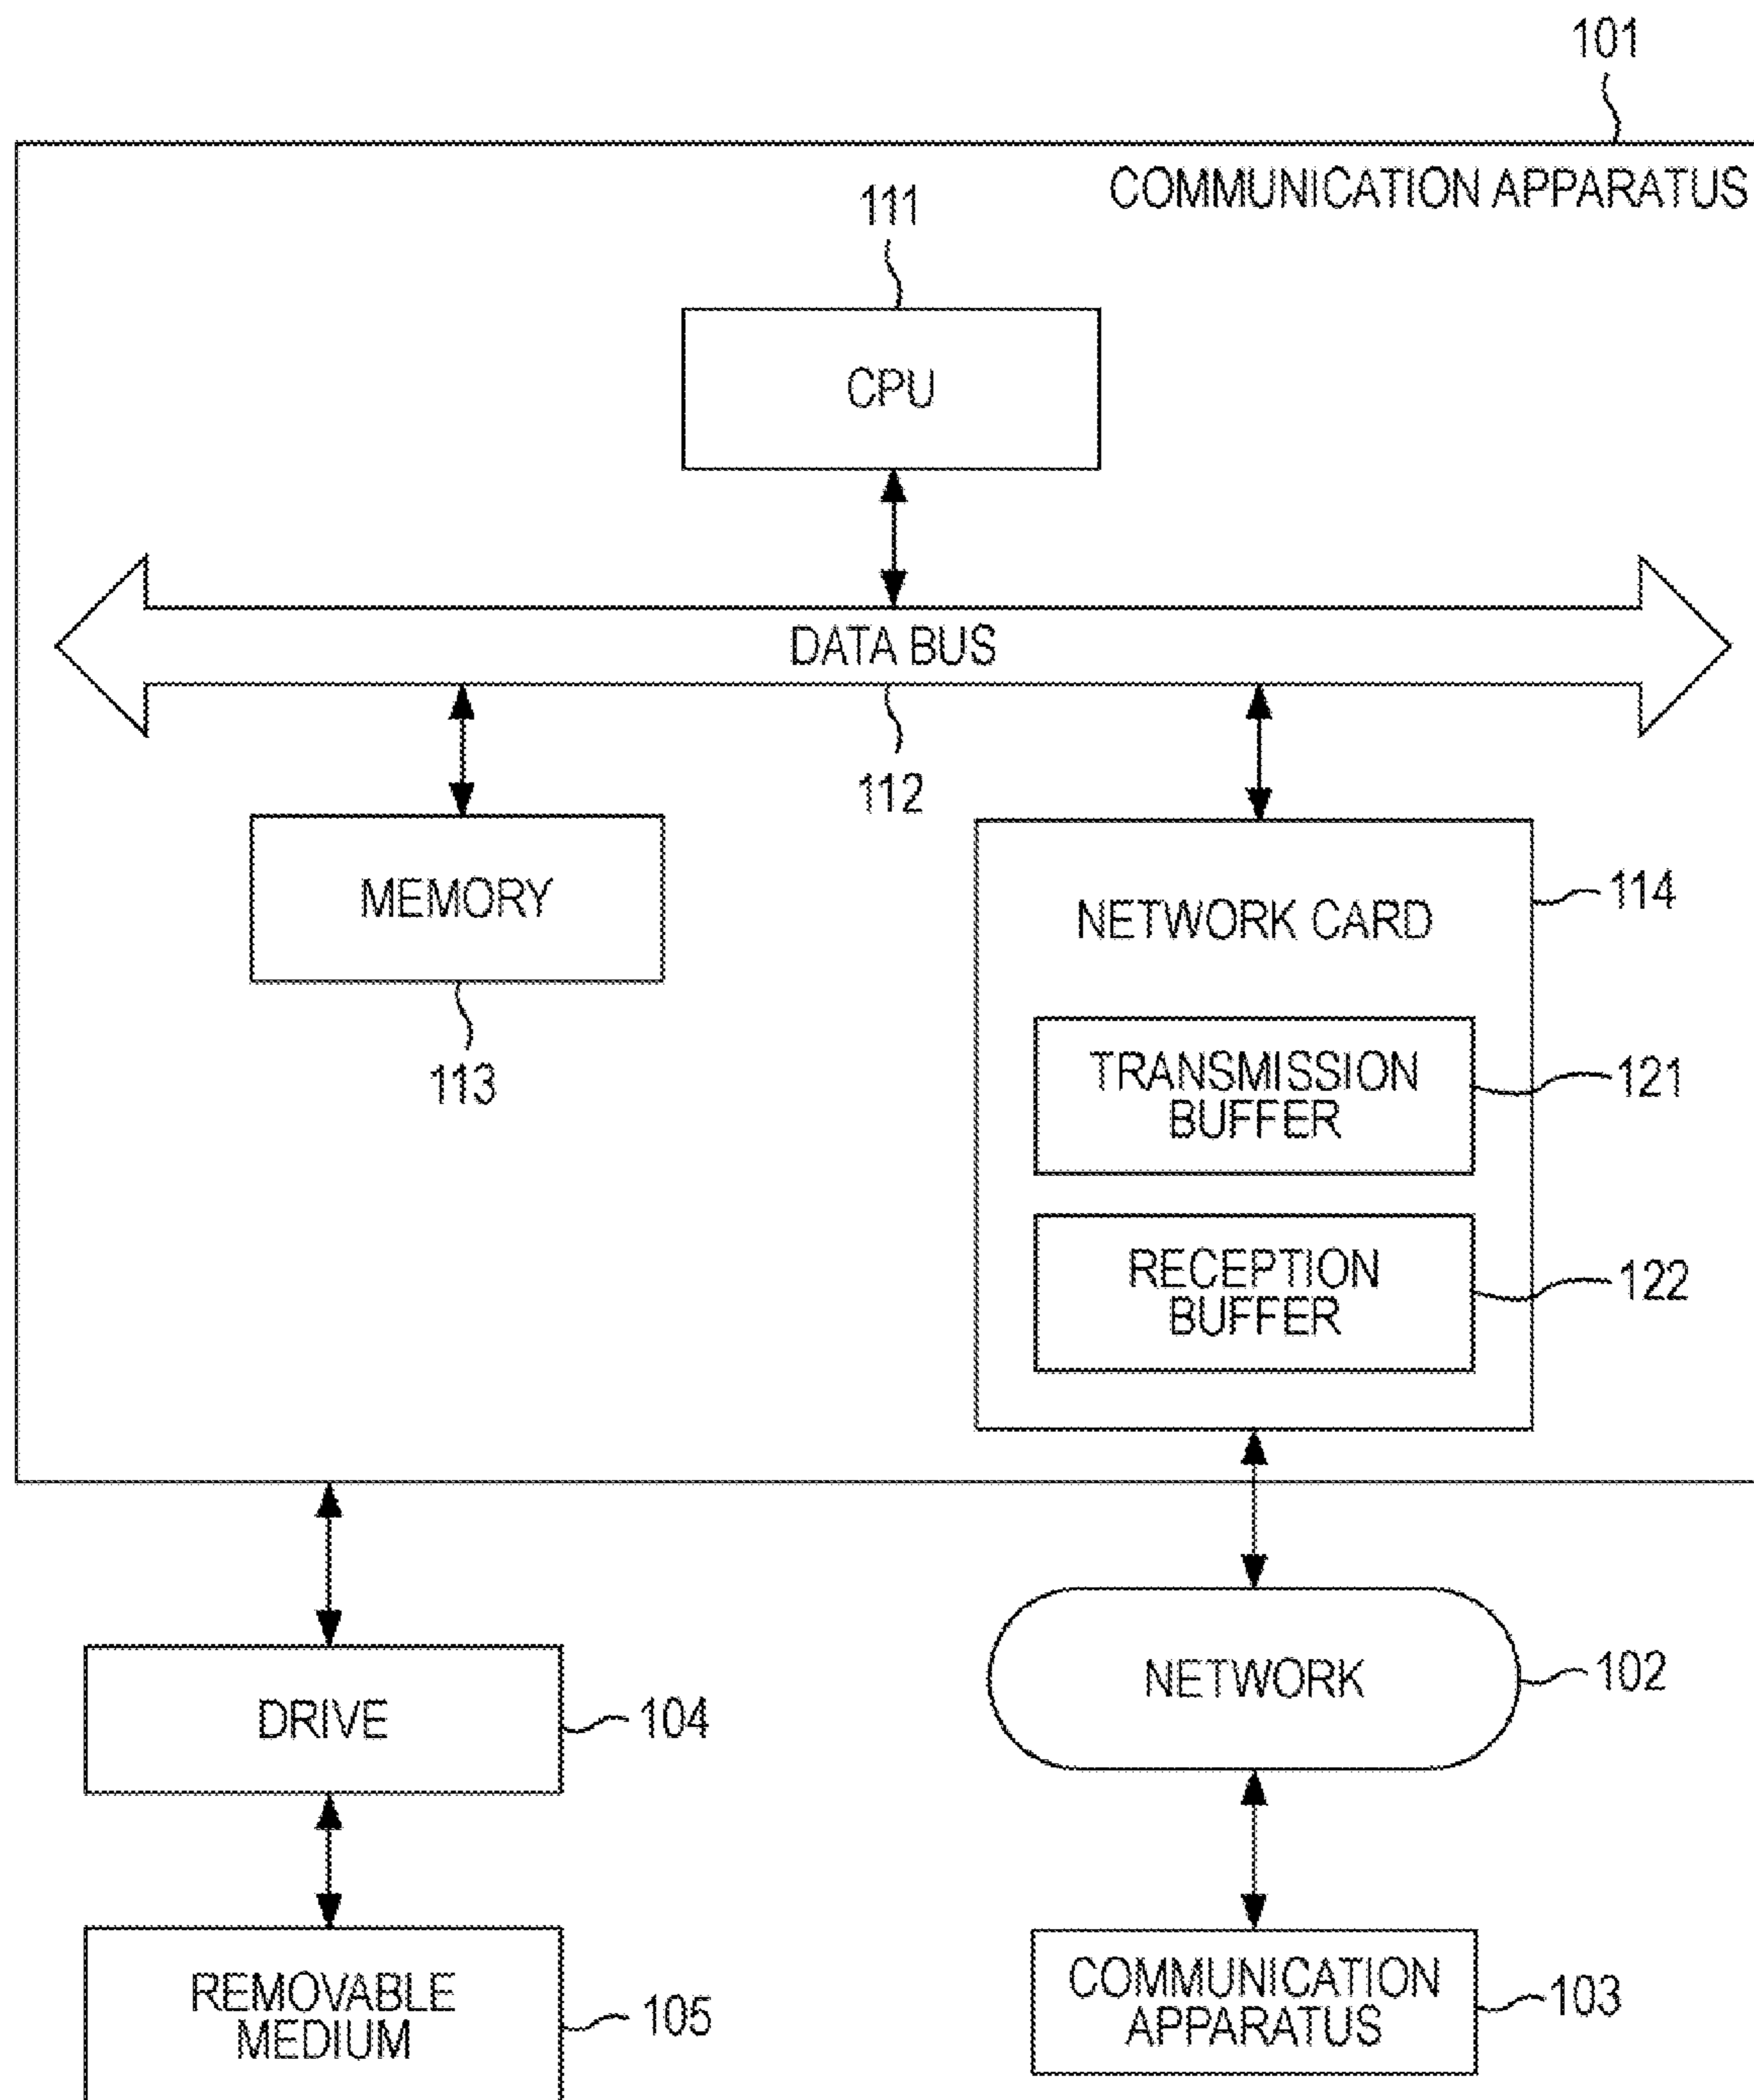 101
COMMUNICATION APPARATUS
111
CPU
DATA BUS
112
MEMORY
113
NETWORK CARD
114
TRANSMISSION
BUFFER
121
RECEPTION
BUFFER
122
NETWORK
102
DRIVE
104
REMOVABLE
MEDIUM
105
COMMUNICATION
APPARATUS
103